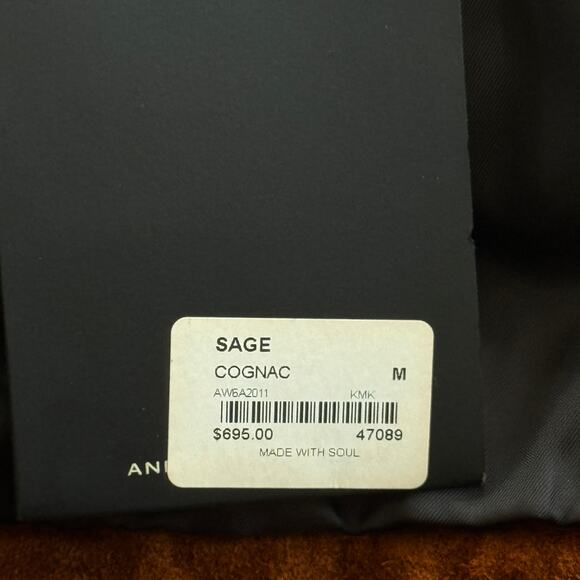 SAGE
COGNAC M
AW6A2011 KMK
$695.00 47089
MADE WITH SOUL